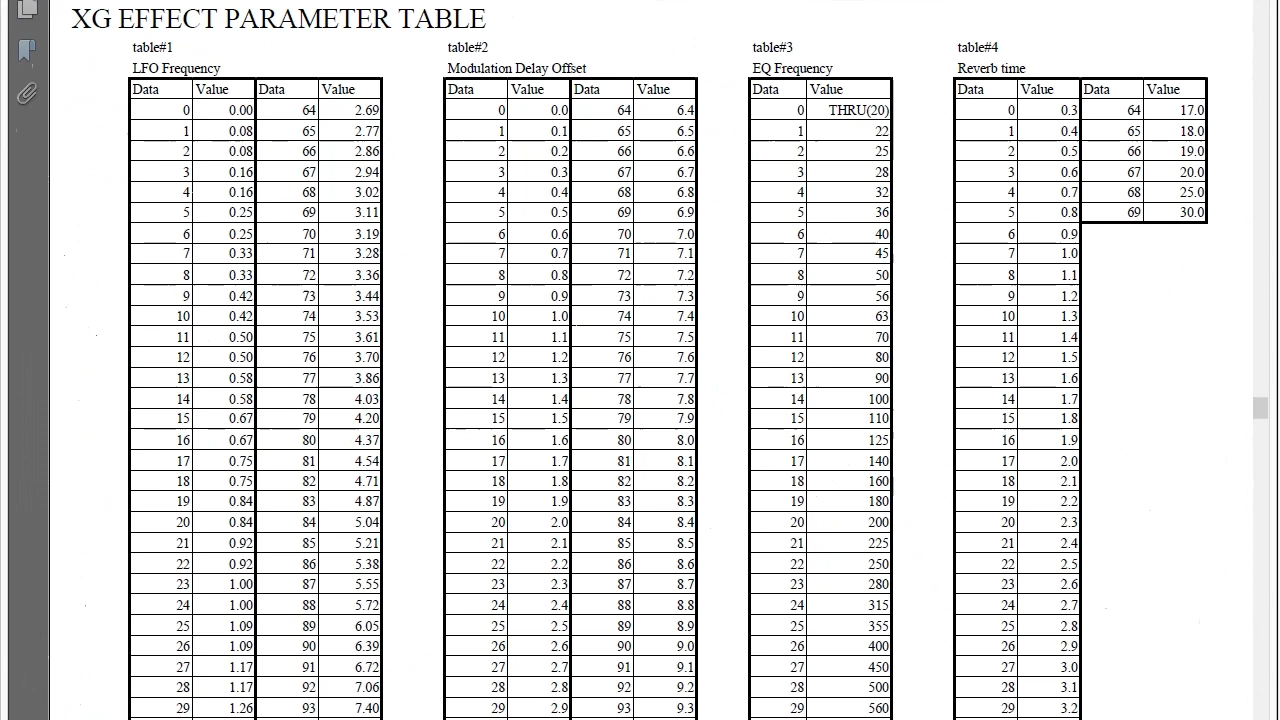 XG EFFECT PARAMETER TABLE
table#1 table#2 table#3 table#4
LFO Frequency Modulation Delay Offset EQ Frequency Reverb time
Data Value Data Value Data Value Data Value Data Value Data Value Data Value
0 0.00 64 2.69 0 0.0 64 6.4 0 THRU(20) 0 0.3 64 17.0
1 0.08 65 2.77 1 0.1 65 6.5 1 22 1 0.4 65 18.0
2 0.08 66 2.86 2 0.2 66 6.6 2 25 2 0.5 66 19.0
3 0.16 67 2.94 3 0.3 67 6.7 3 28 3 0.6 67 20.0
4 0.16 68 3.02 4 0.4 68 6.8 4 32 4 0.7 68 25.0
5 0.25 69 3.11 5 0.5 69 6.9 5 36 5 0.8 69 30.0
6 0.25 70 3.19 6 0.6 70 7.0 6 40 6 0.9
7 0.33 71 3.28 7 0.7 71 7.1 7 45 7 1.0
8 0.33 72 3.36 8 0.8 72 7.2 8 50 8 1.1
9 0.42 73 3.44 9 0.9 73 7.3 9 56 9 1.2
10 0.42 74 3.53 10 1.0 74 7.4 10 63 10 1.3
11 0.50 75 3.61 11 1.1 75 7.5 11 70 11 1.4
12 0.50 76 3.70 12 1.2 76 7.6 12 80 12 1.5
13 0.58 77 3.86 13 1.3 77 7.7 13 90 13 1.6
14 0.58 78 4.03 14 1.4 78 7.8 14 100 14 1.7
15 0.67 79 4.20 15 1.5 79 7.9 15 110 15 1.8
16 0.67 80 4.37 16 1.6 80 8.0 16 125 16 1.9
17 0.75 81 4.54 17 1.7 81 8.1 17 140 17 2.0
18 0.75 82 4.71 18 1.8 82 8.2 18 160 18 2.1
19 0.84 83 4.87 19 1.9 83 8.3 19 180 19 2.2
20 0.84 84 5.04 20 2.0 84 8.4 20 200 20 2.3
21 0.92 85 5.21 21 2.1 85 8.5 21 225 21 2.4
22 0.92 86 5.38 22 2.2 86 8.6 22 250 22 2.5
23 1.00 87 5.55 23 2.3 87 8.7 23 280 23 2.6
24 1.00 88 5.72 24 2.4 88 8.8 24 315 24 2.7
25 1.09 89 6.05 25 2.5 89 8.9 25 355 25 2.8
26 1.09 90 6.39 26 2.6 90 9.0 26 400 26 2.9
27 1.17 91 6.72 27 2.7 91 9.1 27 450 27 3.0
28 1.17 92 7.06 28 2.8 92 9.2 28 500 28 3.1
29 1.26 93 7.40 29 2.9 93 9.3 29 560 29 3.2